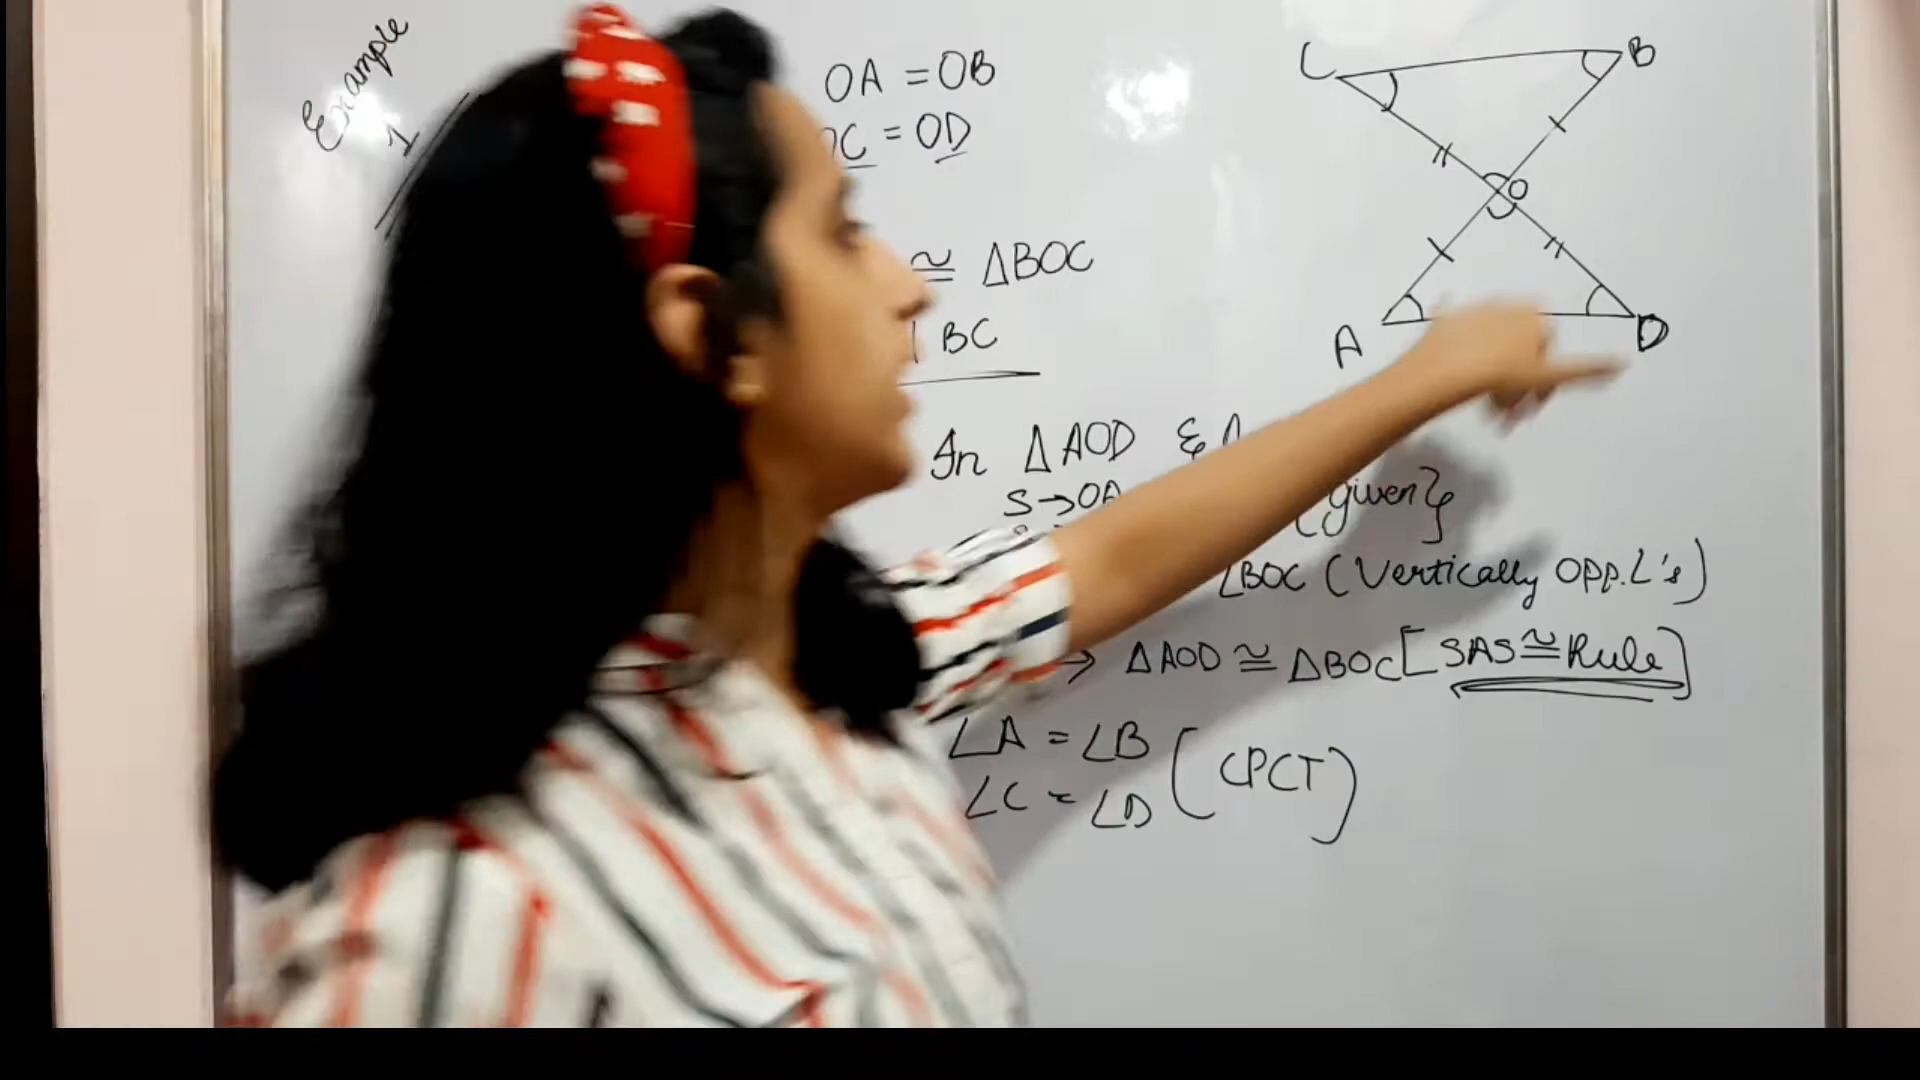 Example
1
OA = OB
OC = OD
≅ ΔBOC
BC
In ΔAOD &
S→OA
{given}
∠BOC (Vertically Opp.∠'s)
→ ΔAOD ≅ ΔBOC [SAS ≅ Rule]
∠A = ∠B
∠C = ∠D (CPCT)
C
B
O
A
D